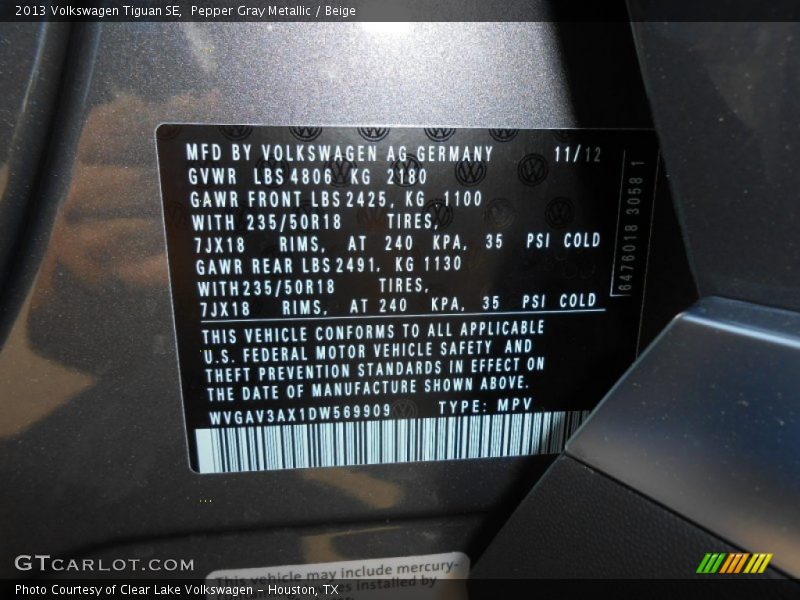 2013 Volkswagen Tiguan SE, Pepper Gray Metallic / Beige
MFD BY VOLKSWAGEN AG GERMANY 11/12
GVWR LBS 4806 KG 2180
GAWR FRONT LBS 2425, KG 1100
WITH 235/50R18 TIRES,
7JX18 RIMS, AT 240 KPA, 35 PSI COLD
GAWR REAR LBS 2491, KG 1130
WITH 235/50R18 TIRES,
7JX18 RIMS, AT 240 KPA, 35 PSI COLD
6476018 30581
THIS VEHICLE CONFORMS TO ALL APPLICABLE
U.S. FEDERAL MOTOR VEHICLE SAFETY AND
THEFT PREVENTION STANDARDS IN EFFECT ON
THE DATE OF MANUFACTURE SHOWN ABOVE.
WVGAV3AX1DW569909 TYPE: MPV
GTCARLOT.COM
This vehicle may include mercury-
installed by
Photo Courtesy of Clear Lake Volkswagen - Houston, TX